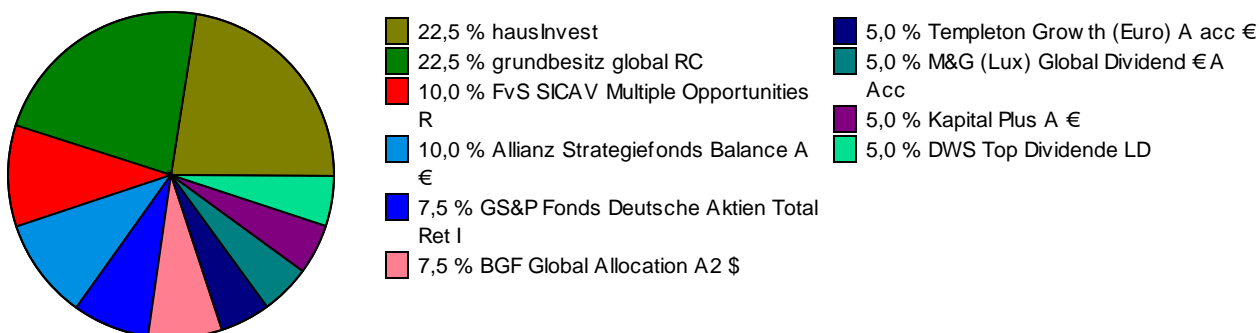 22,5 % hausInvest
22,5 % grundbesitz global RC
10,0 % FvS SICAV Multiple Opportunities
R
10,0 % Allianz Strategiefonds Balance A
€
7,5 % GS&P Fonds Deutsche Aktien Total
Ret I
7,5 % BGF Global Allocation A2 $
5,0 % Templeton Growth (Euro) A acc €
5,0 % M&G (Lux) Global Dividend € A
Acc
5,0 % Kapital Plus A €
5,0 % DWS Top Dividende LD